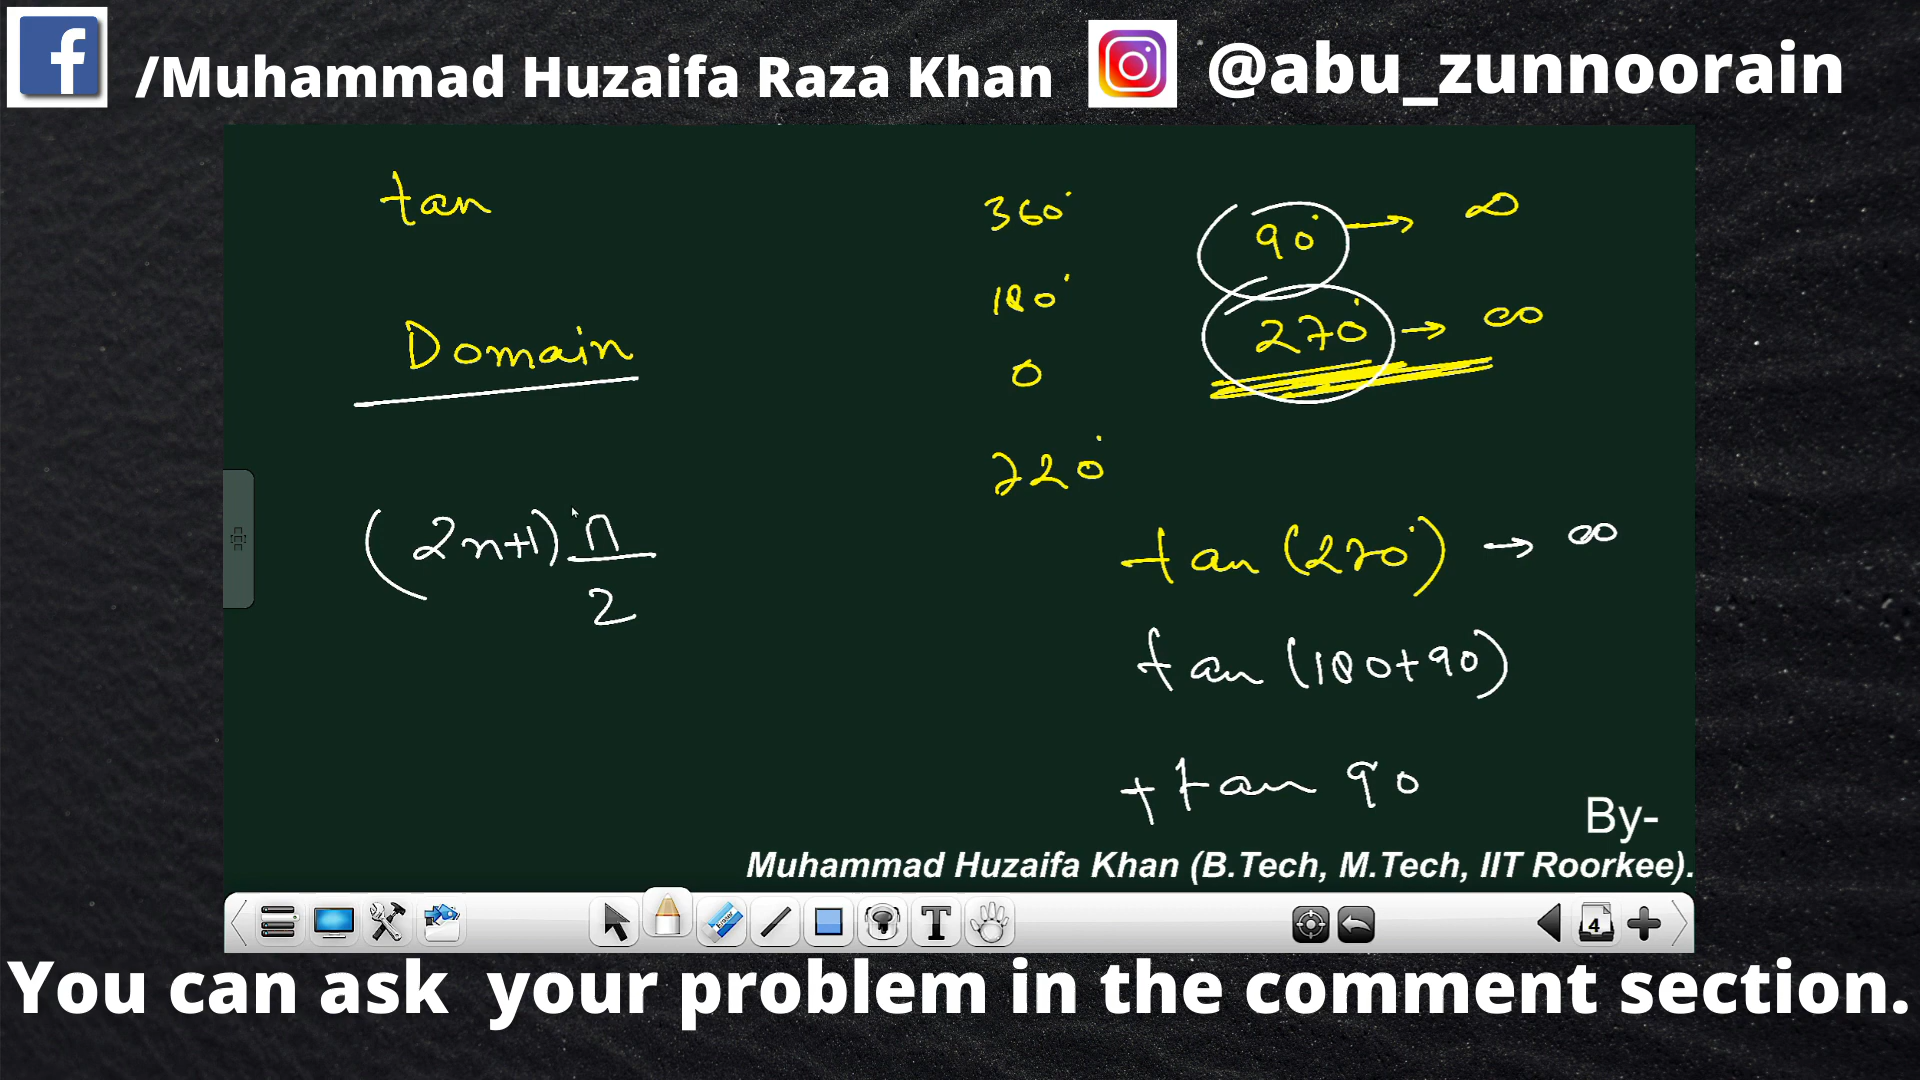 /Muhammad Huzaifa Raza Khan @abu_zunnoorain
tan
Domain
(2n+1) π/2
360°
180°
0
220°
90° → ∞
270° → ∞
tan (270°) → ∞
tan (180+90)
+tan 90
By-
Muhammad Huzaifa Khan (B.Tech, M.Tech, IIT Roorkee).
Eraser
T
4
You can ask your problem in the comment section.